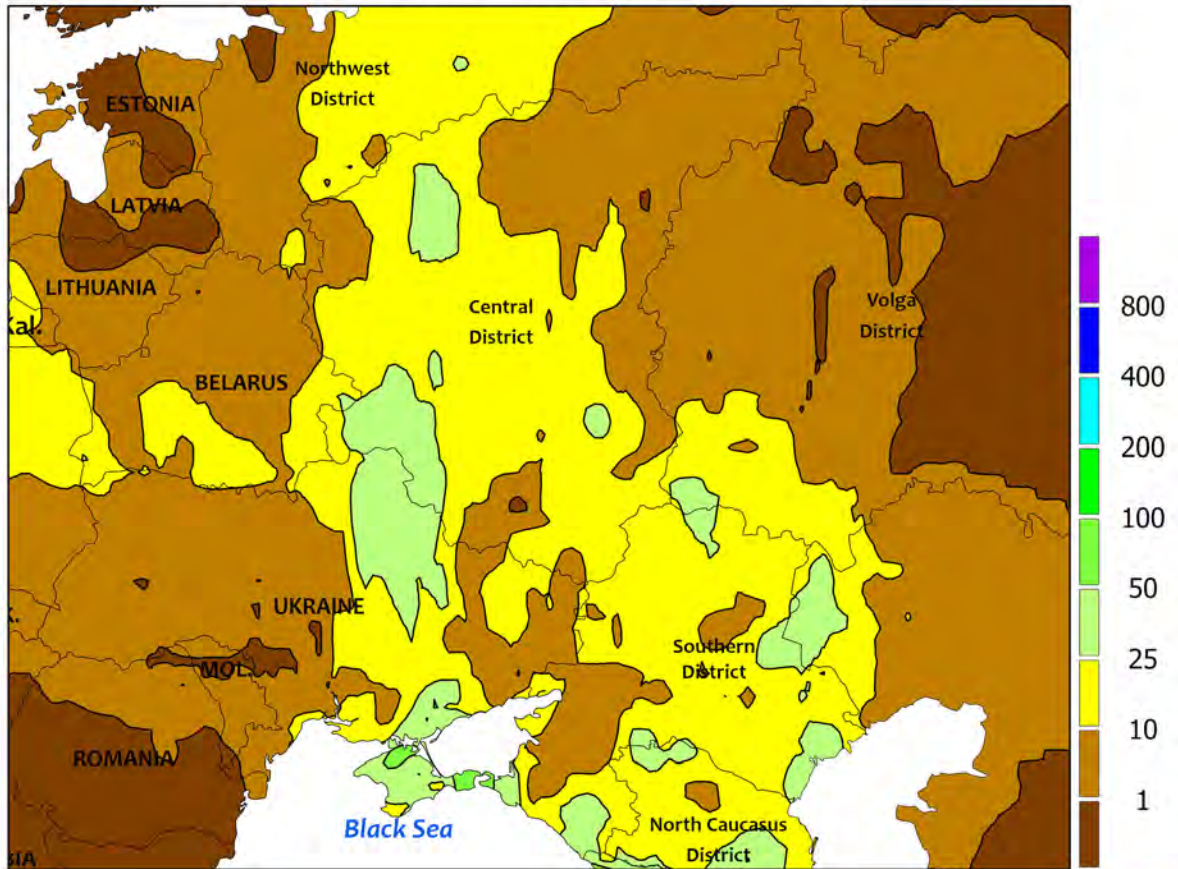 Northwest
District
ESTONIA
LATVIA
LITHUANIA
Kal.
BELARUS
Central
District
Volga
District
UKRAINE
MOL.
Southern
District
ROMANIA
Black Sea
North Caucasus
District
800
400
200
100
50
25
10
1